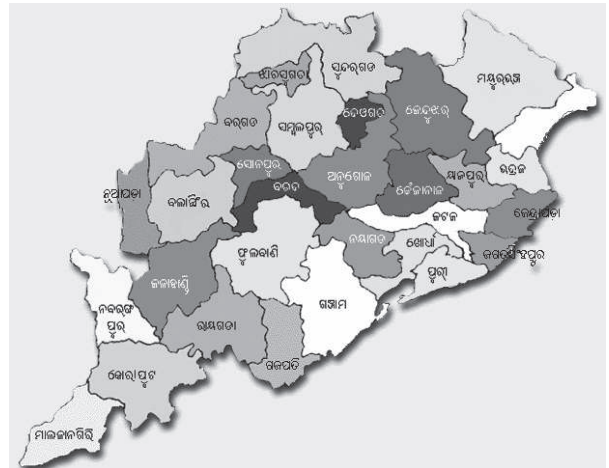 ସୁନ୍ଦରଗଡ
ମୟୁରଭଞ୍ଜ
ଝାରସୁଗଡା
କେନ୍ଦୁଝର
ଦେଓଗଡ
ବରଗଡ
ସମ୍ବଲପୁର
ସୋନପୁର
ଅନୁଗୋଳ
ଢେଁକାନାଳ
ଯାଜପୁର
ଭଦ୍ରକ
ନୂଆପଡ଼ା
ବଲାଙ୍ଗିର
ବଉଦ
କଟକ
କେନ୍ଦ୍ରାପଡା
ନୟାଗଡ
ଖୋର୍ଧା
ଜଗତସିଂହପୁର
ଫୁଲବାଣି
ପୁରୀ
କଳାହାଣ୍ଡି
ଗଞ୍ଜାମ
ନବରଙ୍ଗ
ପୁର
ରାୟଗଡା
ଗଜପତି
କୋରାପୁଟ
ମାଲକାନଗିରି